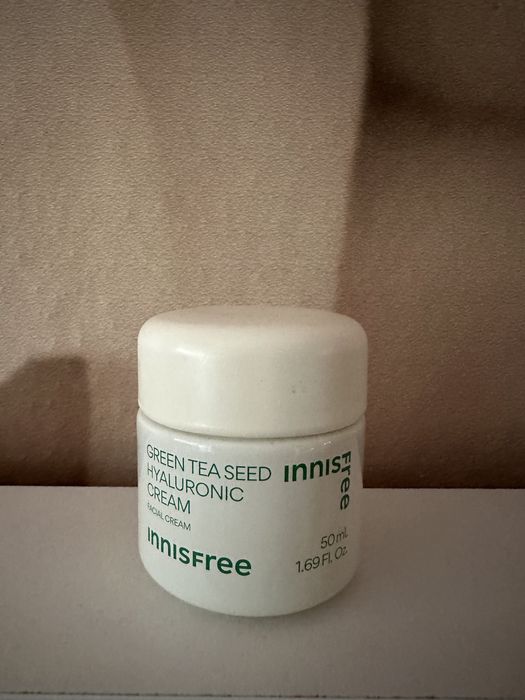 GREEN TEA SEED
HYALURONIC
CREAM
FACIAL CREAM
INNISFree
INNISFree
50 mL
1.69 Fl. Oz.